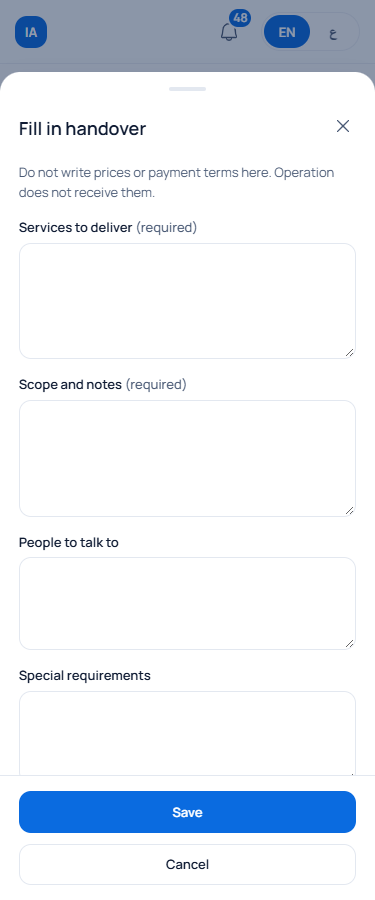 IA
48
EN
ع
Fill in handover
Do not write prices or payment terms here. Operation
does not receive them.
Services to deliver (required)
Scope and notes (required)
People to talk to
Special requirements
Save
Cancel